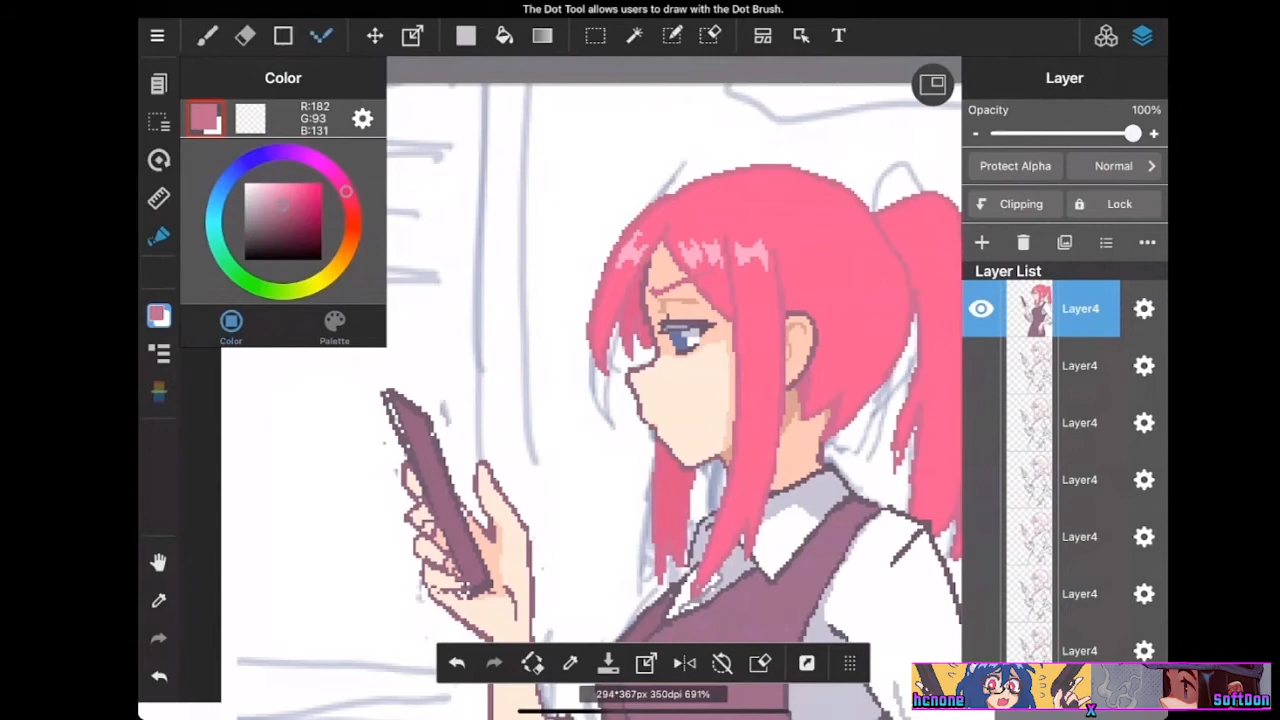 The Dot Tool allows users to draw with the Dot Brush.
T
Color
Layer
R:182
G:93
B:131
Opacity
100%
Protect Alpha
Normal
Clipping
Lock
Layer List
Layer4
Layer4
Layer4
Layer4
Layer4
Layer4
Layer4
Color
Palette
294*367px 350dpi 691%
hcnone
X
SoftDon